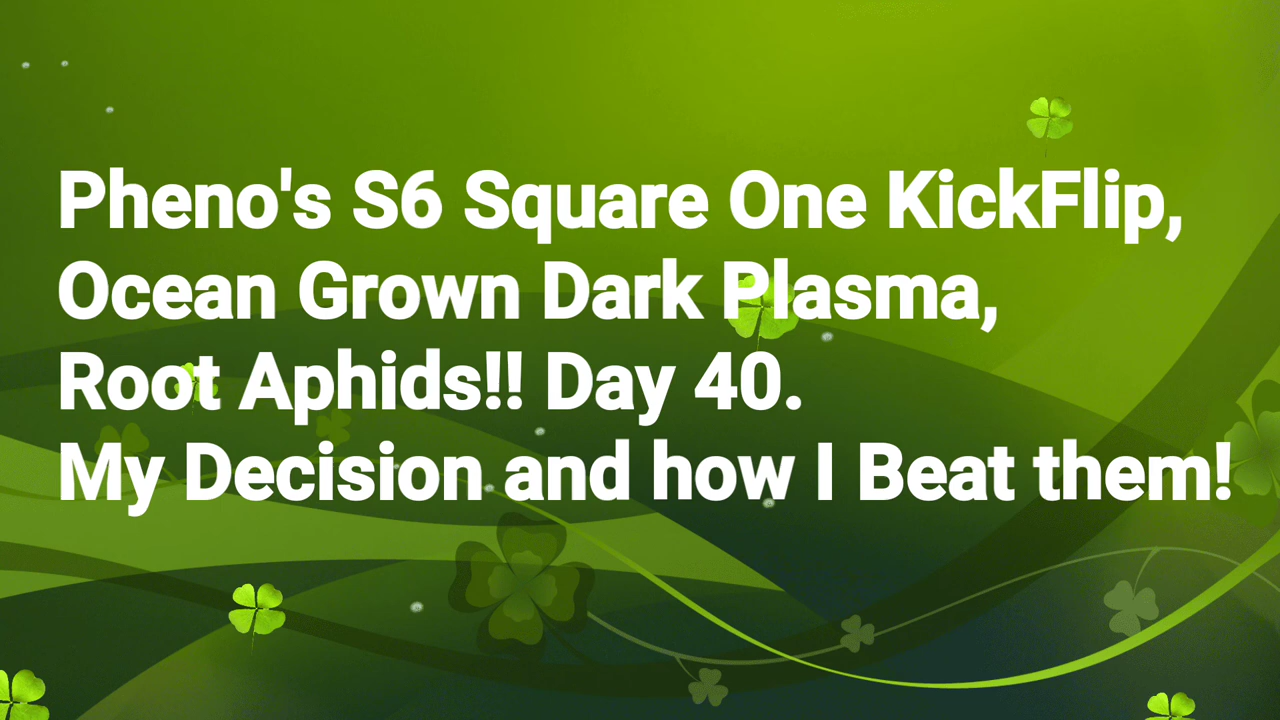 Pheno's S6 Square One KickFlip,
Ocean Grown Dark Plasma,
Root Aphids!! Day 40.
My Decision and how I Beat them!